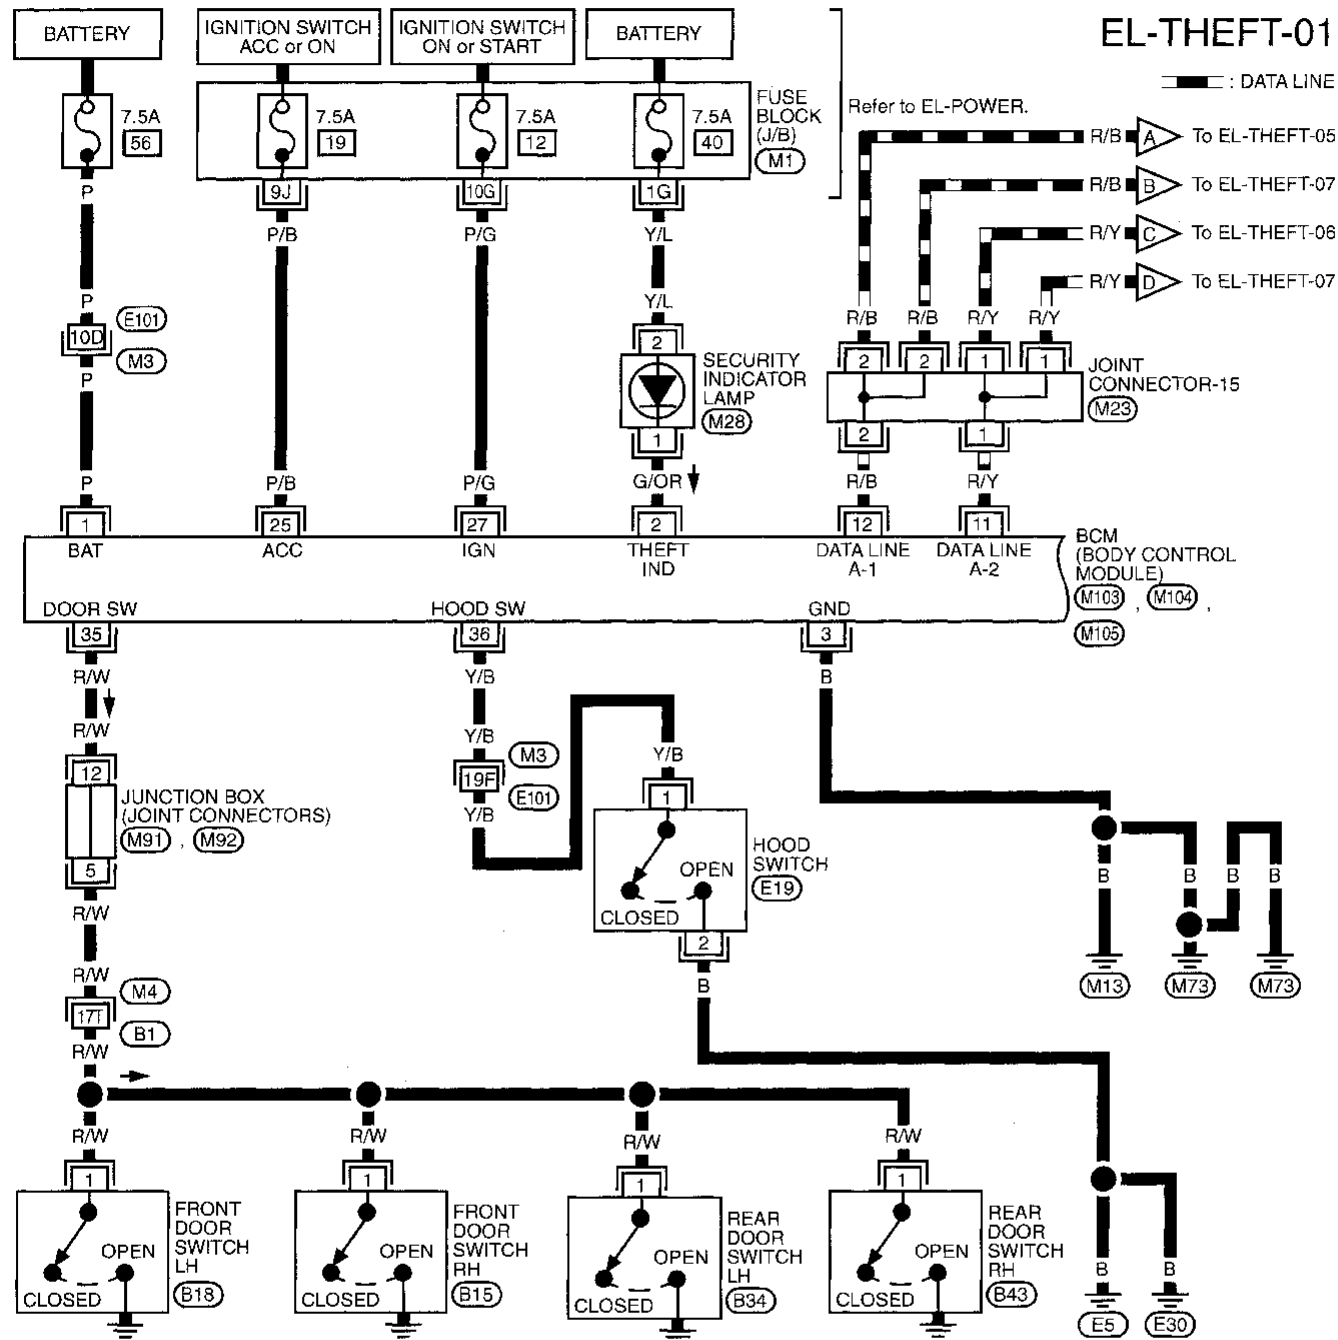 EL-THEFT-01
: DATA LINE
BATTERY
IGNITION SWITCH
ACC or ON
IGNITION SWITCH
ON or START
BATTERY
7.5A
56
7.5A
19
7.5A
12
7.5A
40
FUSE
BLOCK
(J/B)
M1
Refer to EL-POWER.
R/B A To EL-THEFT-05
R/B B To EL-THEFT-07
R/Y C To EL-THEFT-06
R/Y D To EL-THEFT-07
9J
10G
1G
P
P/B
P/G
Y/L
P
10D
E101
M3
P
Y/L
2
SECURITY
INDICATOR
LAMP
M28
1
R/B
R/B
R/Y
R/Y
2
2
1
1
JOINT
CONNECTOR-15
M23
2
1
P
P/B
P/G
G/OR
R/B
R/Y
1
25
27
2
12
11
BAT
ACC
IGN
THEFT
IND
DATA LINE
A-1
DATA LINE
A-2
BCM
(BODY CONTROL
MODULE)
M103 , M104 ,
M105
DOOR SW
HOOD SW
GND
35
36
3
R/W
Y/B
B
R/W
Y/B
Y/B
12
19F
M3
E101
Y/B
1
JUNCTION BOX
(JOINT CONNECTORS)
M91 , M92
5
OPEN
CLOSED
HOOD
SWITCH
E19
2
B
B
B
B
B
M13
M73
M73
R/W
R/W
17T
M4
B1
R/W
R/W
R/W
R/W
R/W
1
1
1
1
OPEN
CLOSED
FRONT
DOOR
SWITCH
LH
B18
OPEN
CLOSED
FRONT
DOOR
SWITCH
RH
B15
OPEN
CLOSED
REAR
DOOR
SWITCH
LH
B34
OPEN
CLOSED
REAR
DOOR
SWITCH
RH
B43
B
B
E5
E30